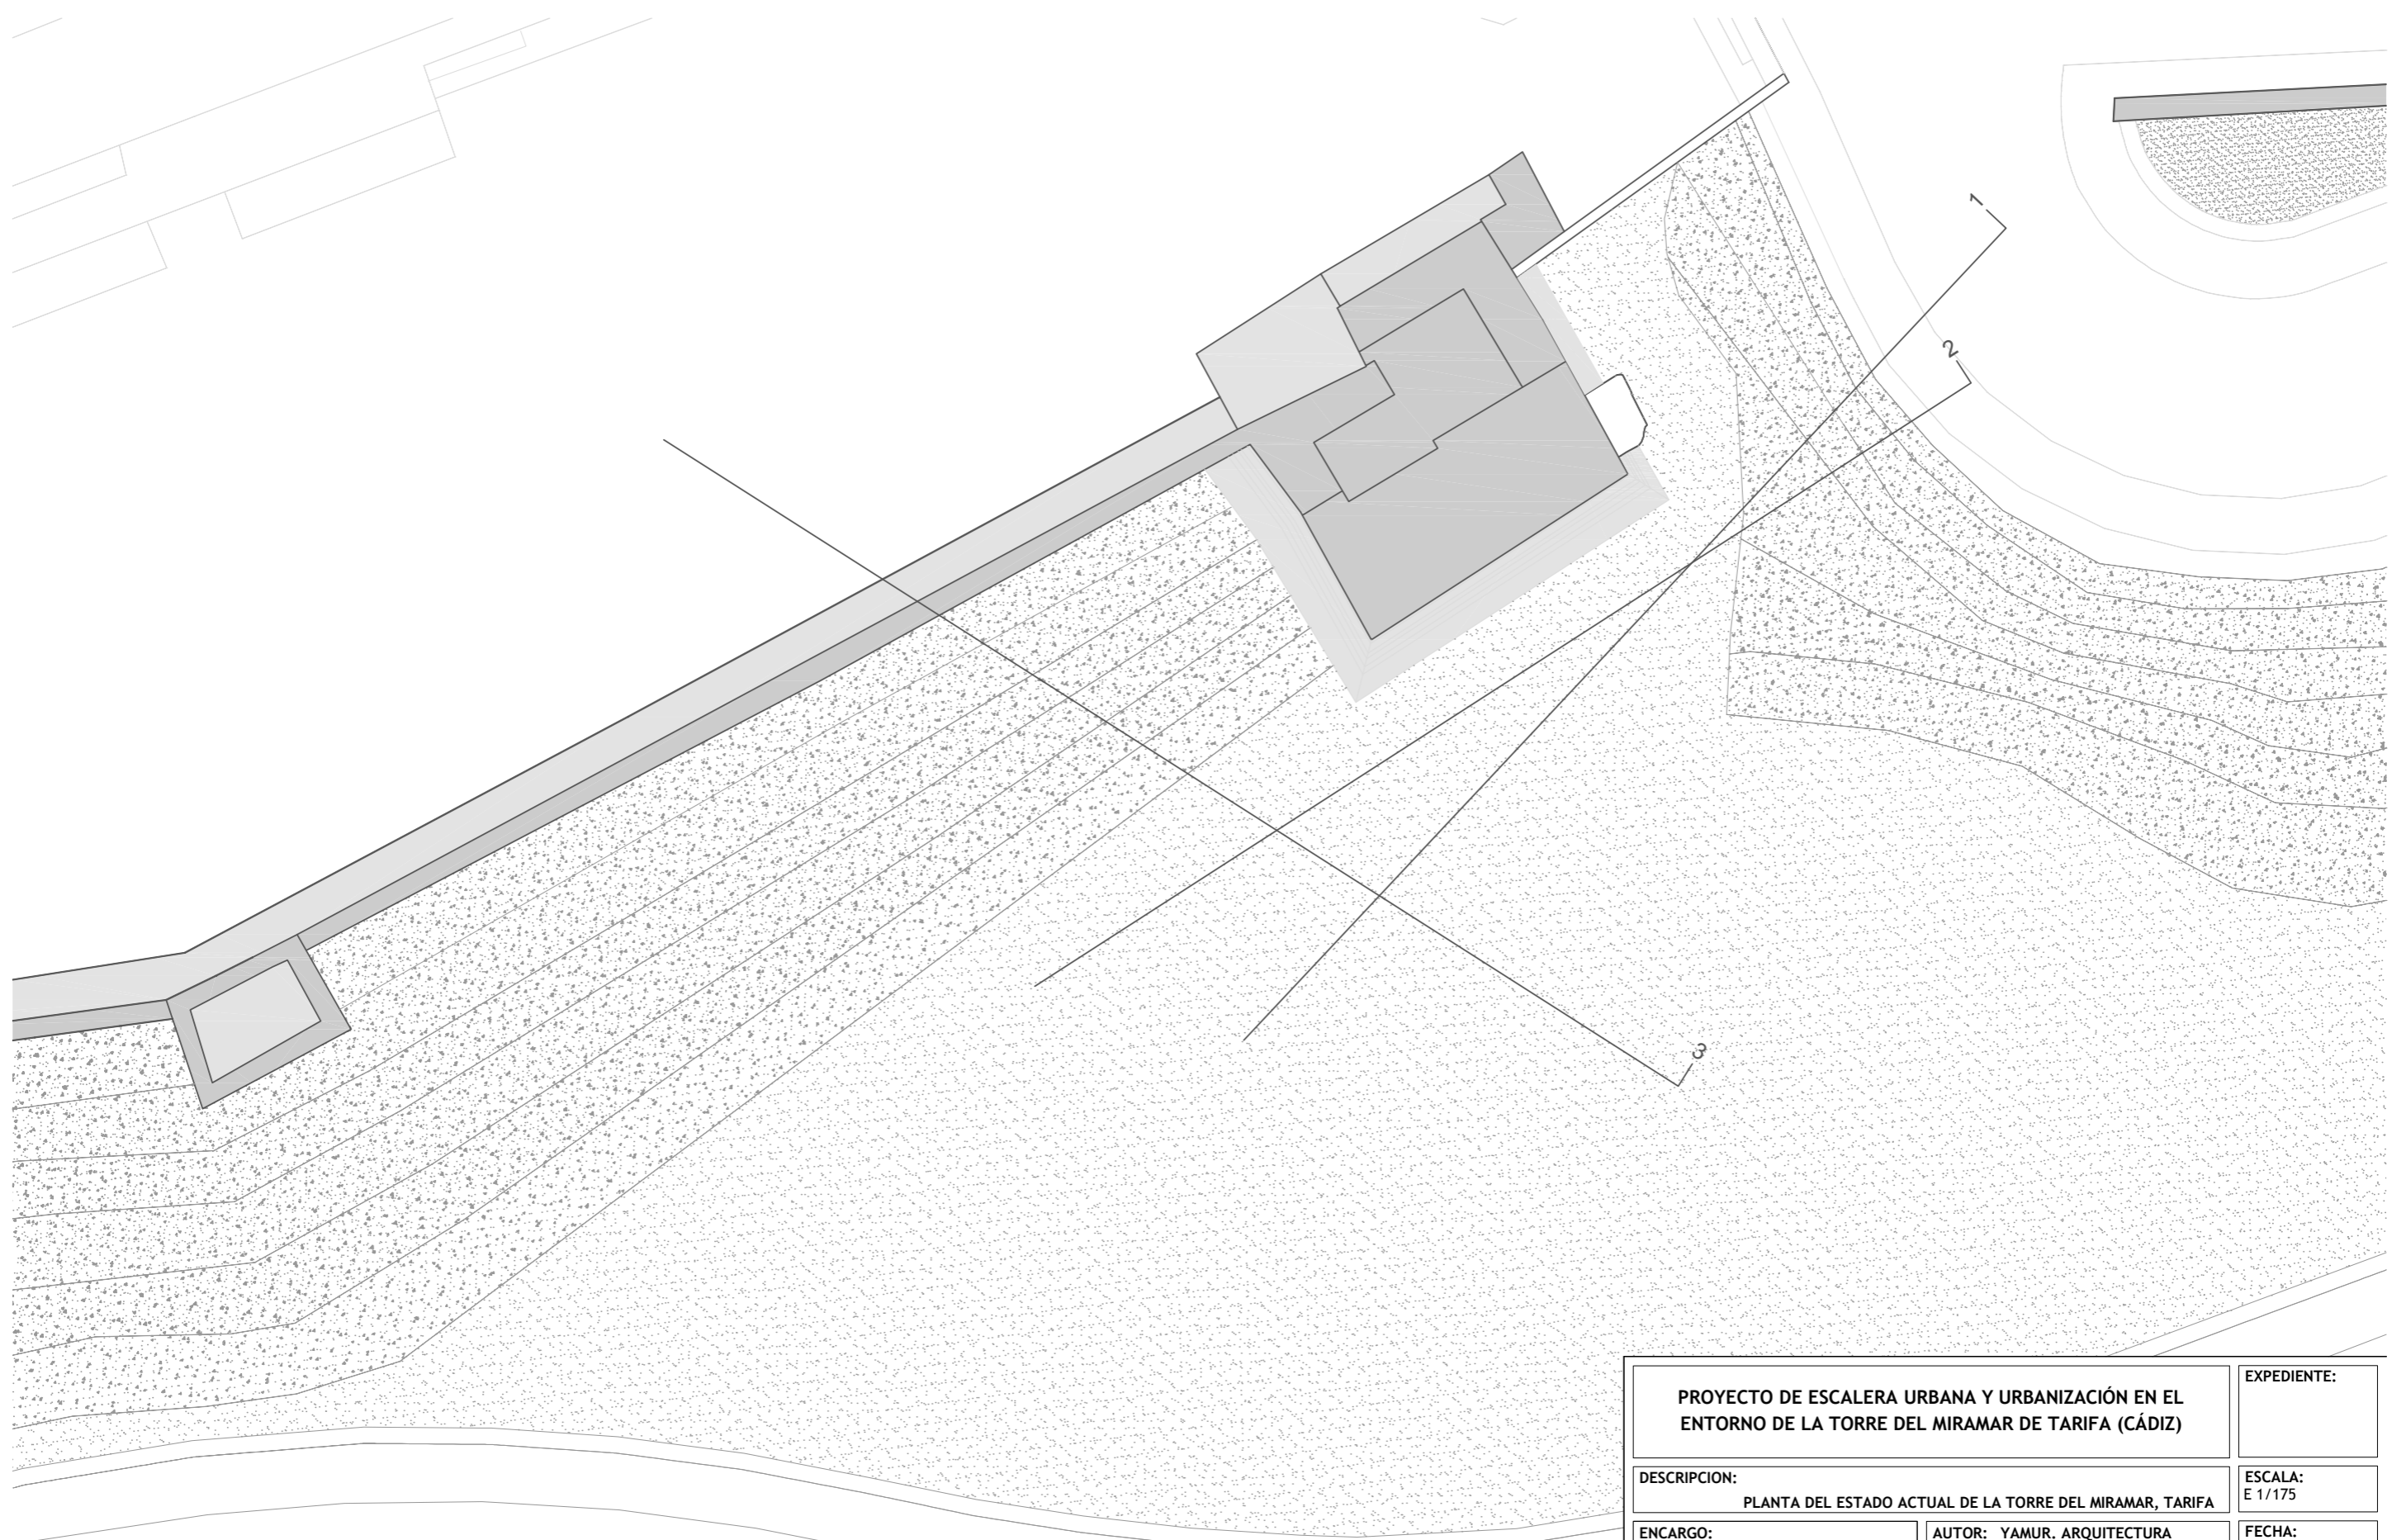 1
2
3
PROYECTO DE ESCALERA URBANA Y URBANIZACIÓN EN EL
ENTORNO DE LA TORRE DEL MIRAMAR DE TARIFA (CÁDIZ)
EXPEDIENTE:
DESCRIPCION:
PLANTA DEL ESTADO ACTUAL DE LA TORRE DEL MIRAMAR, TARIFA
ESCALA:
E 1/175
ENCARGO:
AUTOR: YAMUR. ARQUITECTURA
FECHA: